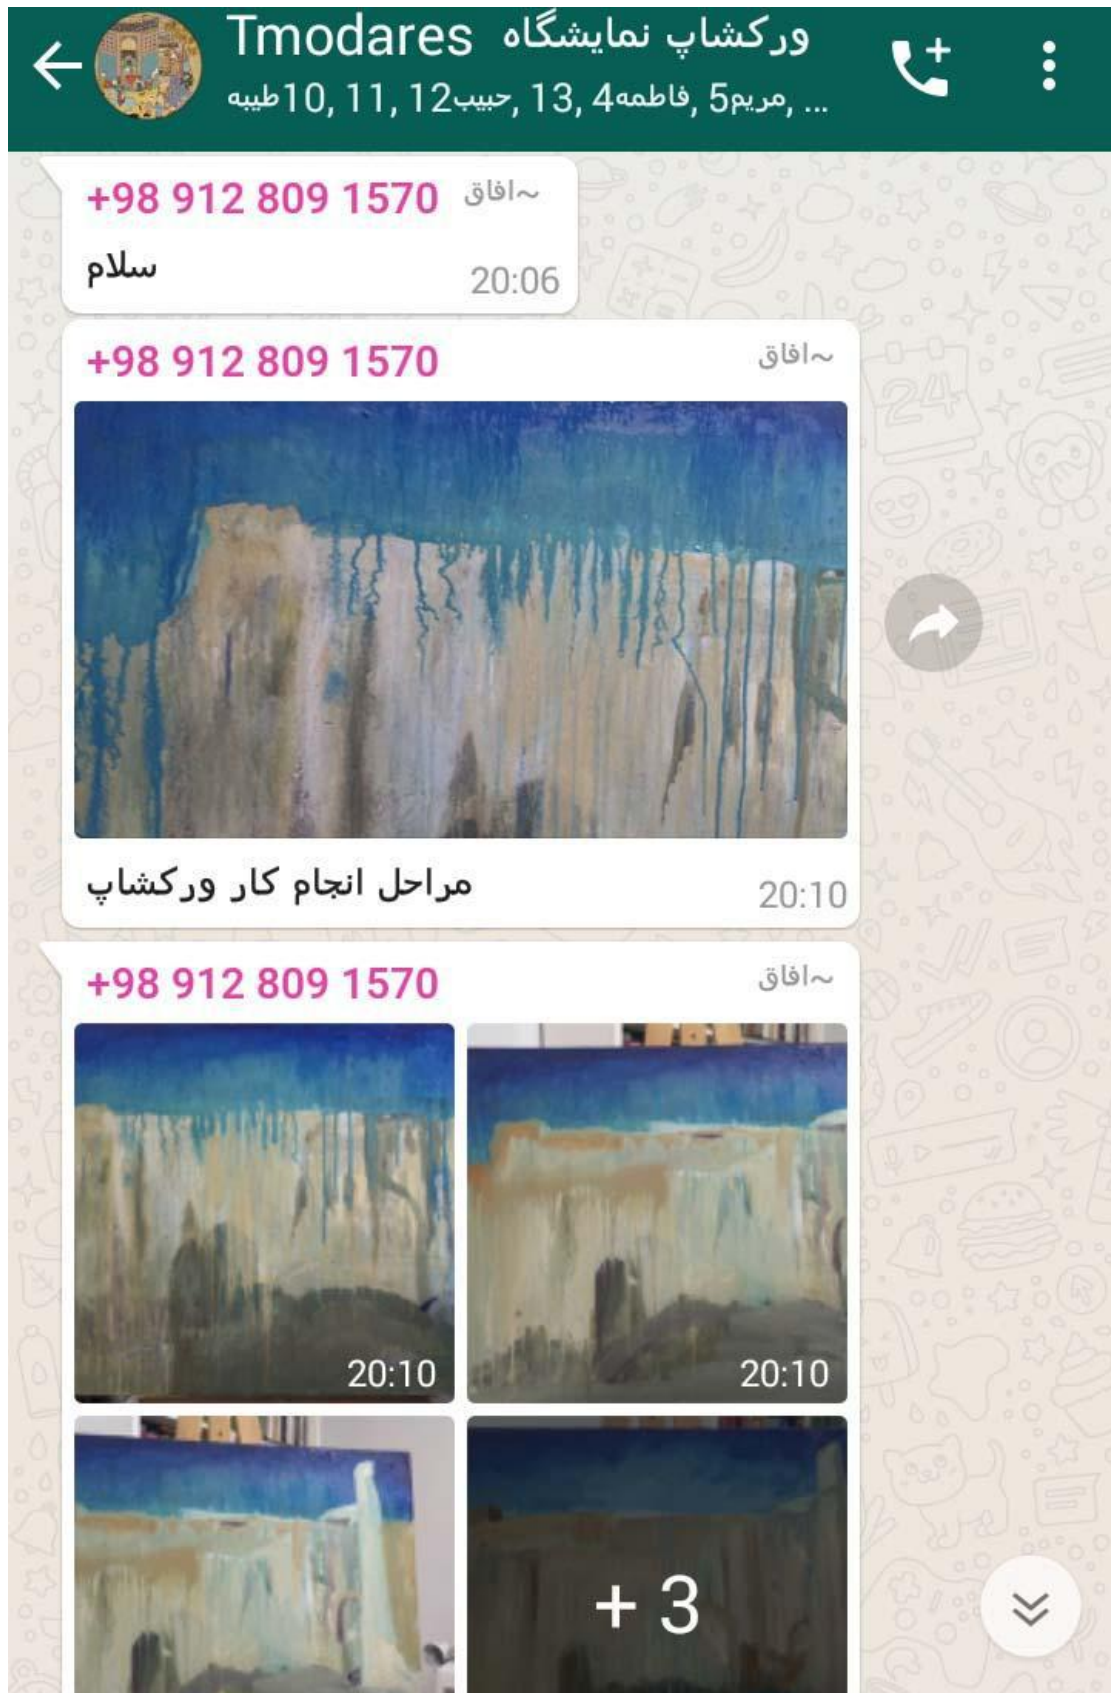 ورکشاپ نمایشگاه Tmodares
طیبه10, 11, 12حبیب, 13, 4فاطمه, 5مریم, ...
+98 912 809 1570 ~افاق
سلام
20:06
+98 912 809 1570 ~افاق
مراحل انجام کار ورکشاپ
20:10
+98 912 809 1570 ~افاق
20:10
20:10
+ 3